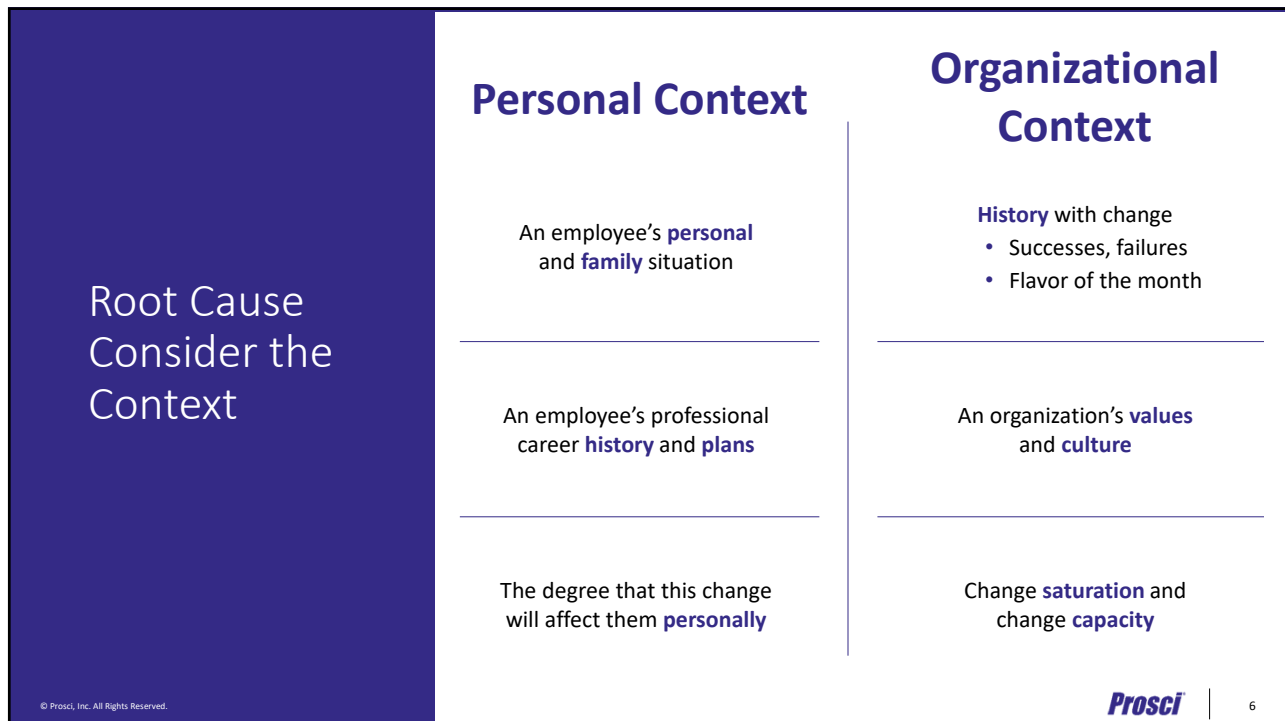 Root Cause
Consider the
Context
Personal Context
An employee’s personal
and family situation
An employee’s professional
career history and plans
The degree that this change
will affect them personally
Organizational
Context
History with change
• Successes, failures
• Flavor of the month
An organization’s values
and culture
Change saturation and
change capacity
© Prosci, Inc. All Rights Reserved.
Prosci
6